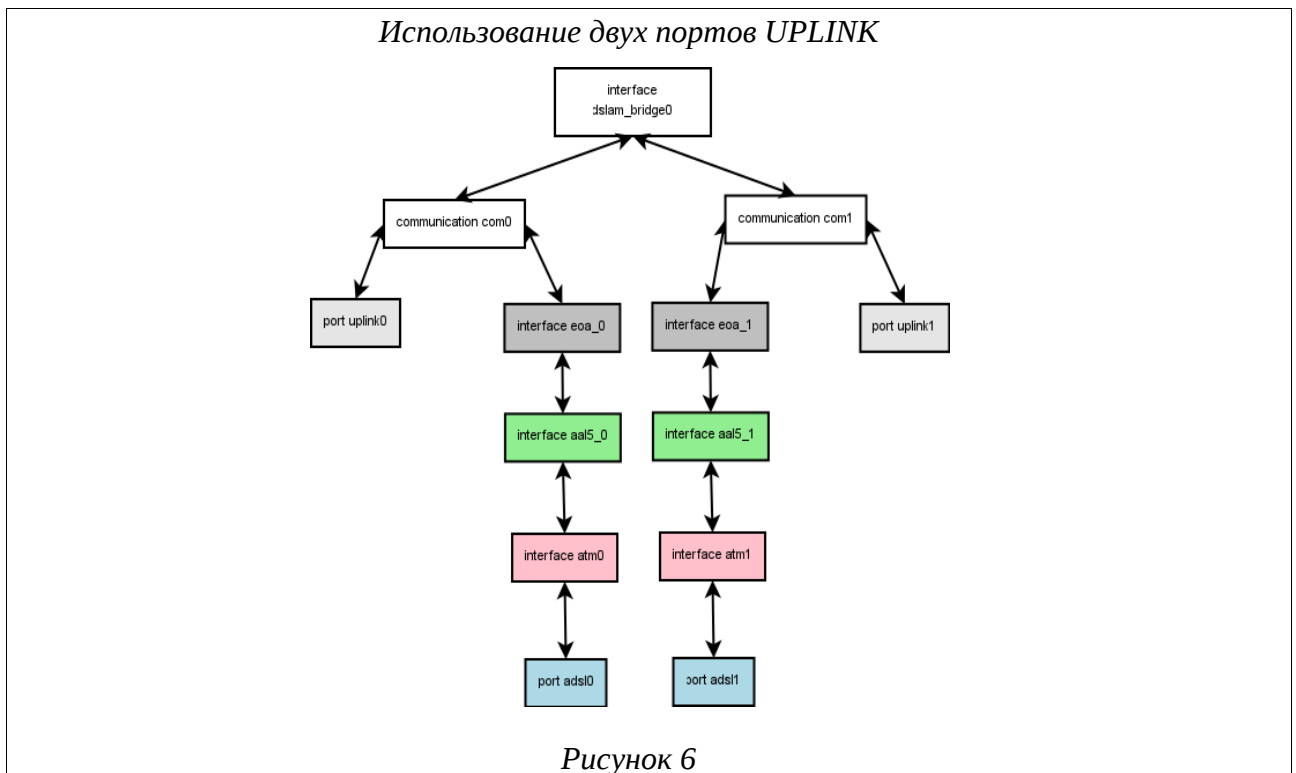 Использование двух портов UPLINK
interface
dslam_bridge0
communication com0
communication com1
port uplink0
interface eoa_0
interface eoa_1
port uplink1
interface aal5_0
interface aal5_1
interface atm0
interface atm1
port adsl0
port adsl1
Рисунок 6